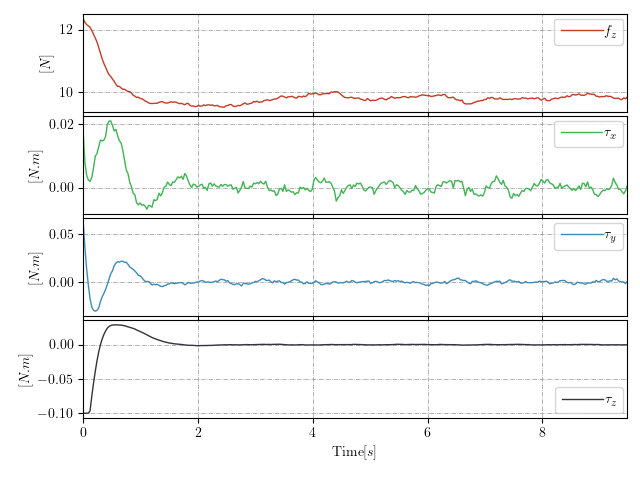 12
10
[N]
f_z
0.02
0.00
[N.m]
τ_x
0.05
0.00
[N.m]
τ_y
0.00
−0.05
−0.10
[N.m]
τ_z
0 2 4 6 8
Time[s]